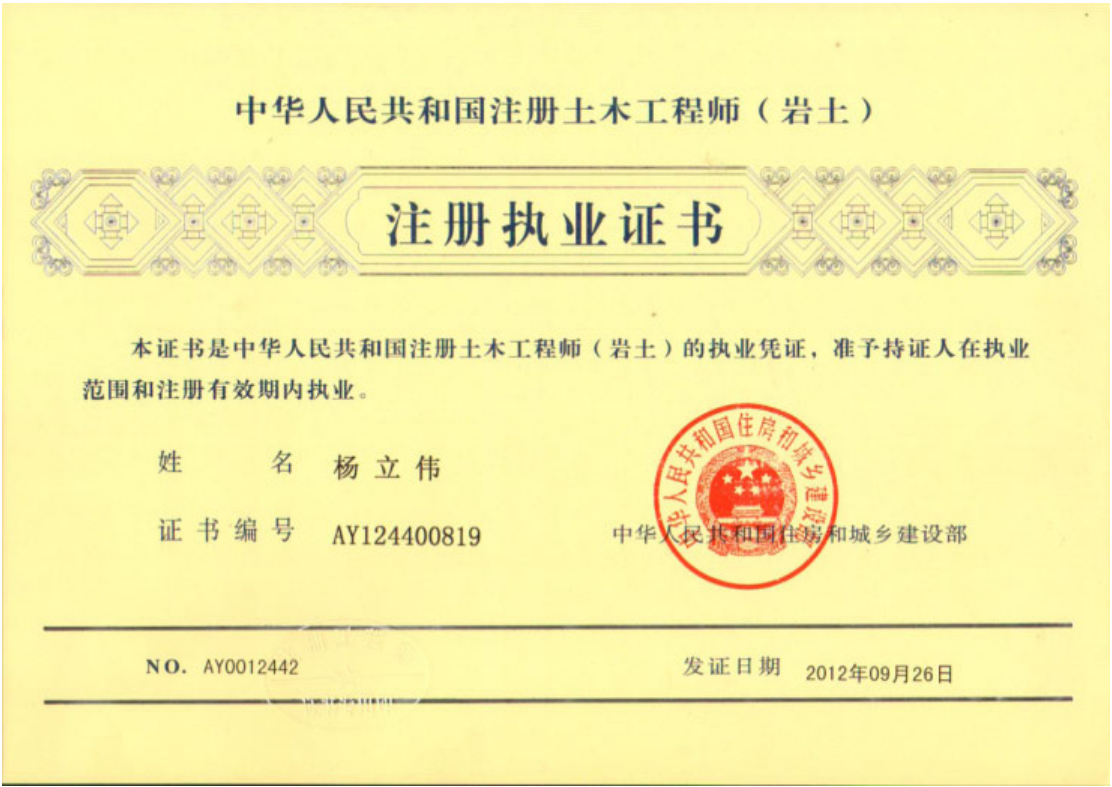 中华人民共和国注册土木工程师（岩土）
注册执业证书
本证书是中华人民共和国注册土木工程师（岩土）的执业凭证，准予持证人在执业
范围和注册有效期内执业。
姓 名 杨立伟
证书编号 AY124400819
中华人民共和国住房和城乡建设部
中华人民共和国住房和城乡建设部
NO. AY0012442
发证日期 2012年09月26日